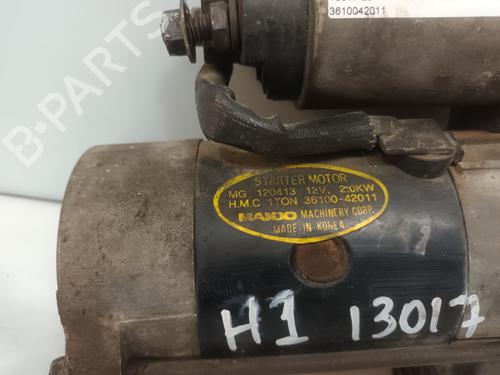 3610042011
B-PARTS
STARTER MOTOR
MG 120413 12V. 2.0KW
H.M.C 1TON 36100-42011
MANDO MACHINERY CORP.
MADE IN KOREA
H1 13017